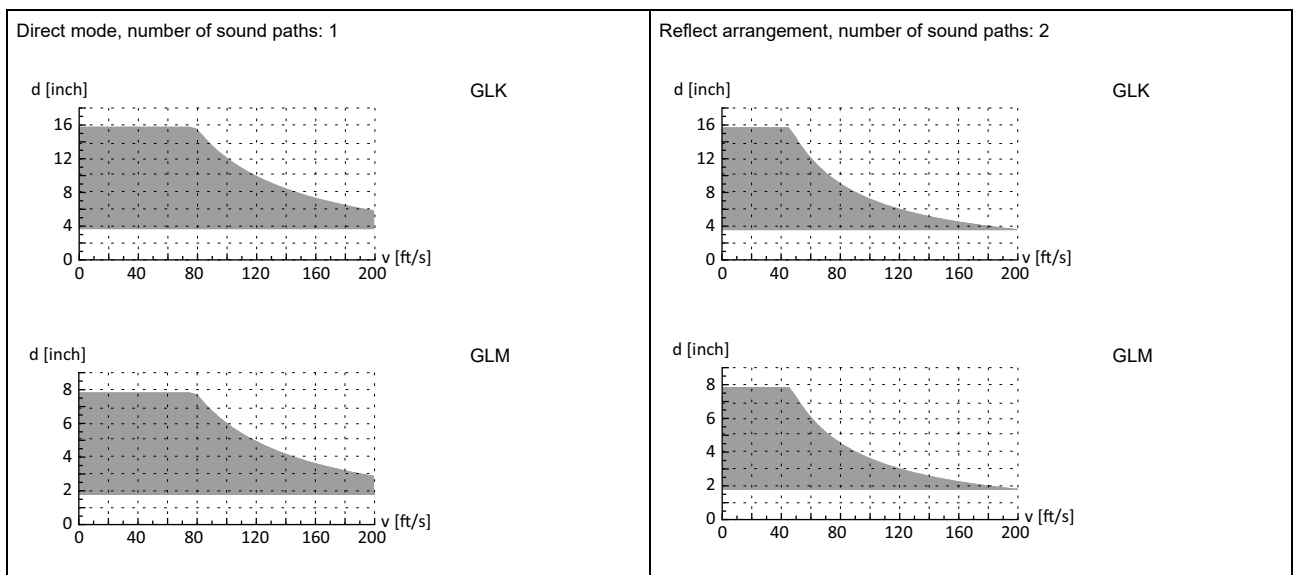 Direct mode, number of sound paths: 1
d [inch]
GLK
16
12
8
4
0
0 40 80 120 160 200
v [ft/s]
d [inch]
GLM
8
6
4
2
0
0 40 80 120 160 200
v [ft/s]
Reflect arrangement, number of sound paths: 2
d [inch]
GLK
16
12
8
4
0
0 40 80 120 160 200
v [ft/s]
d [inch]
GLM
8
6
4
2
0
0 40 80 120 160 200
v [ft/s]